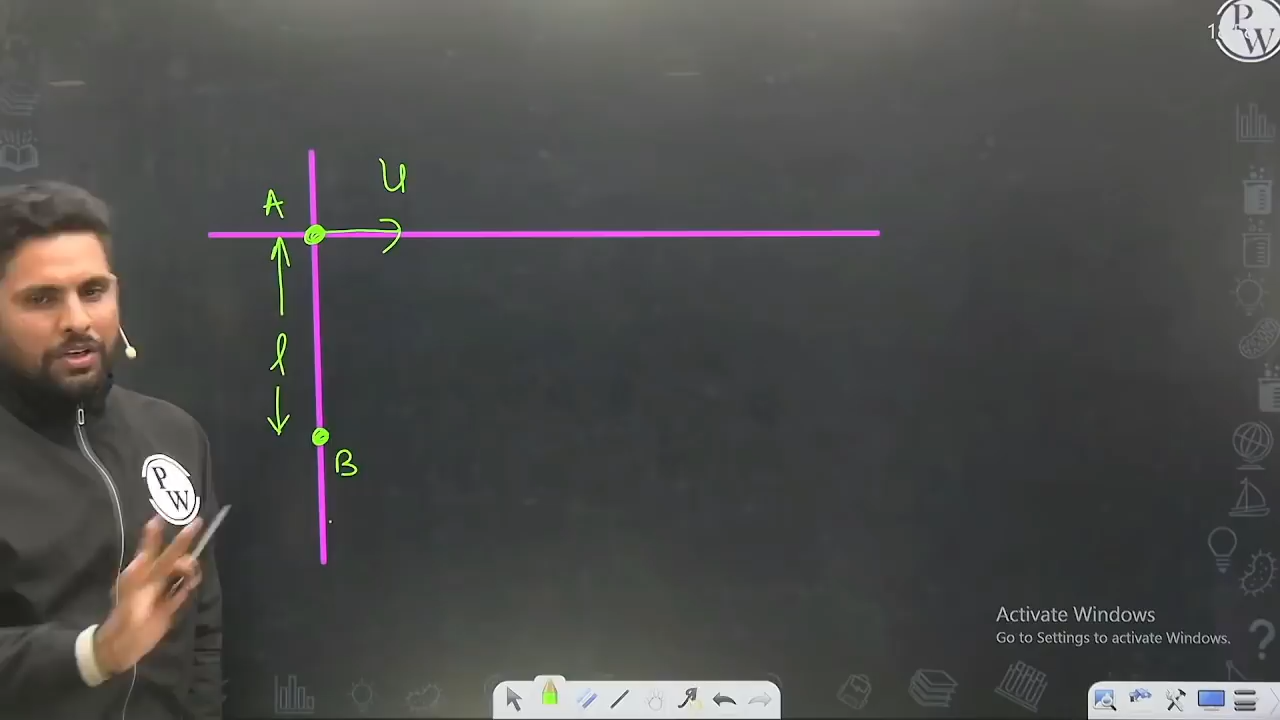 P
W
A
u
l
B
P
W
Activate Windows
Go to Settings to activate Windows.
?